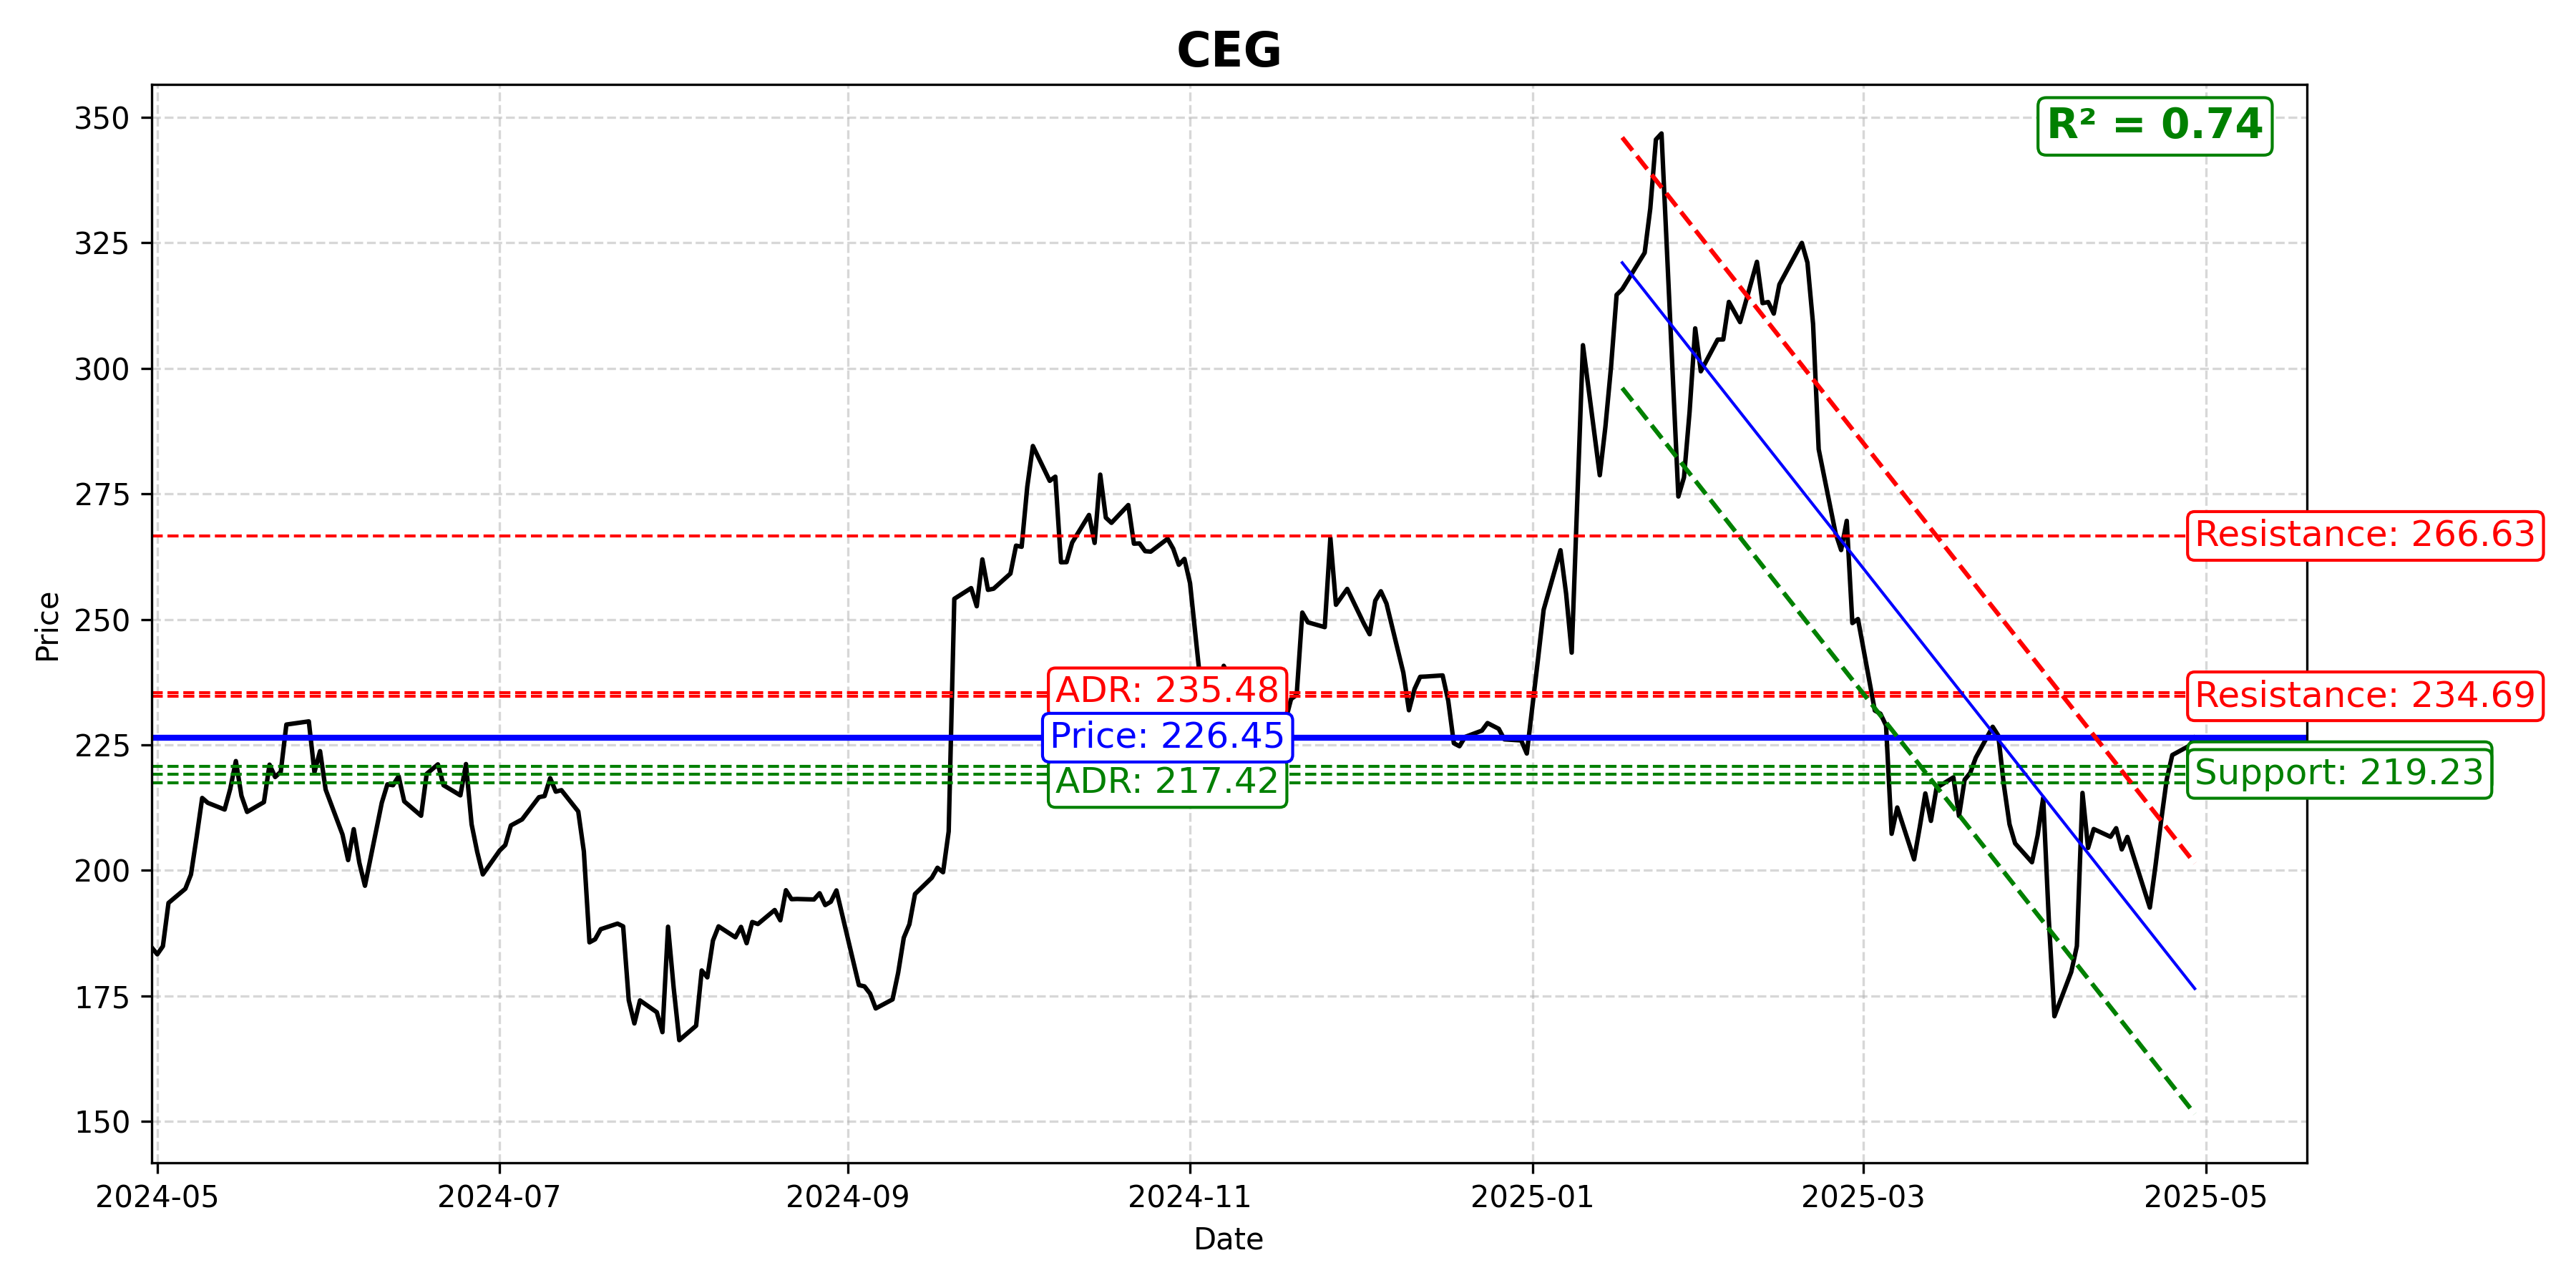 CEG
R² = 0.74
350
325
300
275
250
225
200
175
150
Price
Resistance: 266.63
ADR: 235.48
Resistance: 234.69
Price: 226.45
Support: 219.23
ADR: 217.42
2024-05
2024-07
2024-09
2024-11
2025-01
2025-03
2025-05
Date